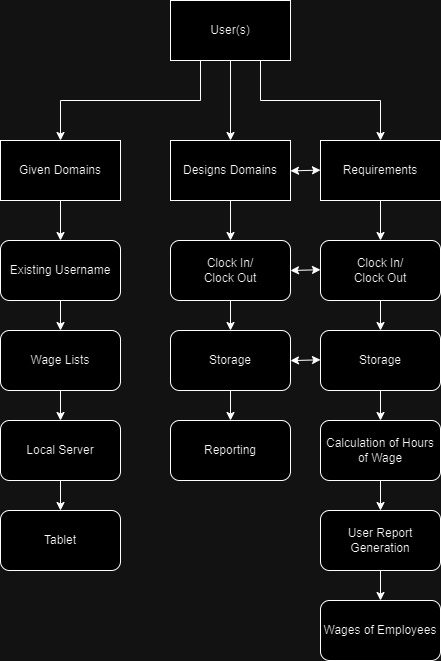 User(s)
Given Domains
Designs Domains
Requirements
Existing Username
Clock In/
Clock Out
Clock In/
Clock Out
Wage Lists
Storage
Storage
Local Server
Reporting
Calculation of Hours
of Wage
Tablet
User Report
Generation
Wages of Employees